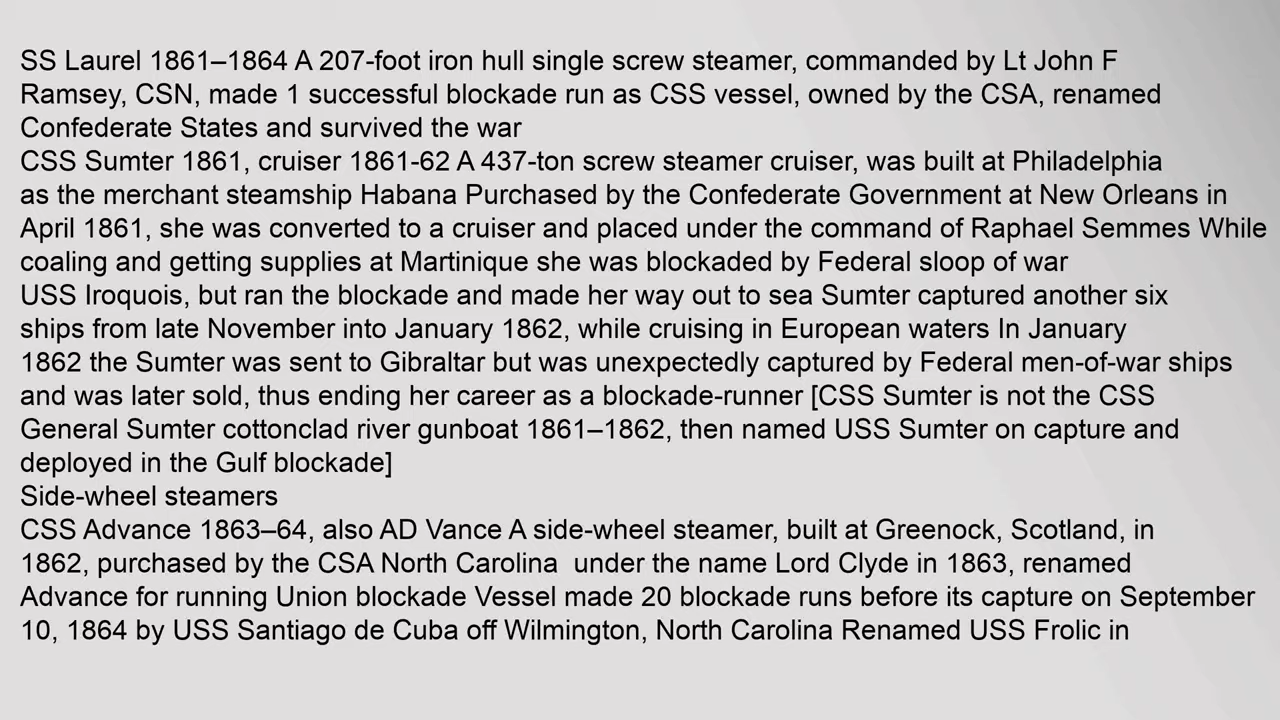 SS Laurel 1861–1864 A 207-foot iron hull single screw steamer, commanded by Lt John F
Ramsey, CSN, made 1 successful blockade run as CSS vessel, owned by the CSA, renamed
Confederate States and survived the war
CSS Sumter 1861, cruiser 1861-62 A 437-ton screw steamer cruiser, was built at Philadelphia
as the merchant steamship Habana Purchased by the Confederate Government at New Orleans in
April 1861, she was converted to a cruiser and placed under the command of Raphael Semmes While
coaling and getting supplies at Martinique she was blockaded by Federal sloop of war
USS Iroquois, but ran the blockade and made her way out to sea Sumter captured another six
ships from late November into January 1862, while cruising in European waters In January
1862 the Sumter was sent to Gibraltar but was unexpectedly captured by Federal men-of-war ships
and was later sold, thus ending her career as a blockade-runner [CSS Sumter is not the CSS
General Sumter cottonclad river gunboat 1861–1862, then named USS Sumter on capture and
deployed in the Gulf blockade]
Side-wheel steamers
CSS Advance 1863–64, also AD Vance A side-wheel steamer, built at Greenock, Scotland, in
1862, purchased by the CSA North Carolina  under the name Lord Clyde in 1863, renamed
Advance for running Union blockade Vessel made 20 blockade runs before its capture on September
10, 1864 by USS Santiago de Cuba off Wilmington, North Carolina Renamed USS Frolic in